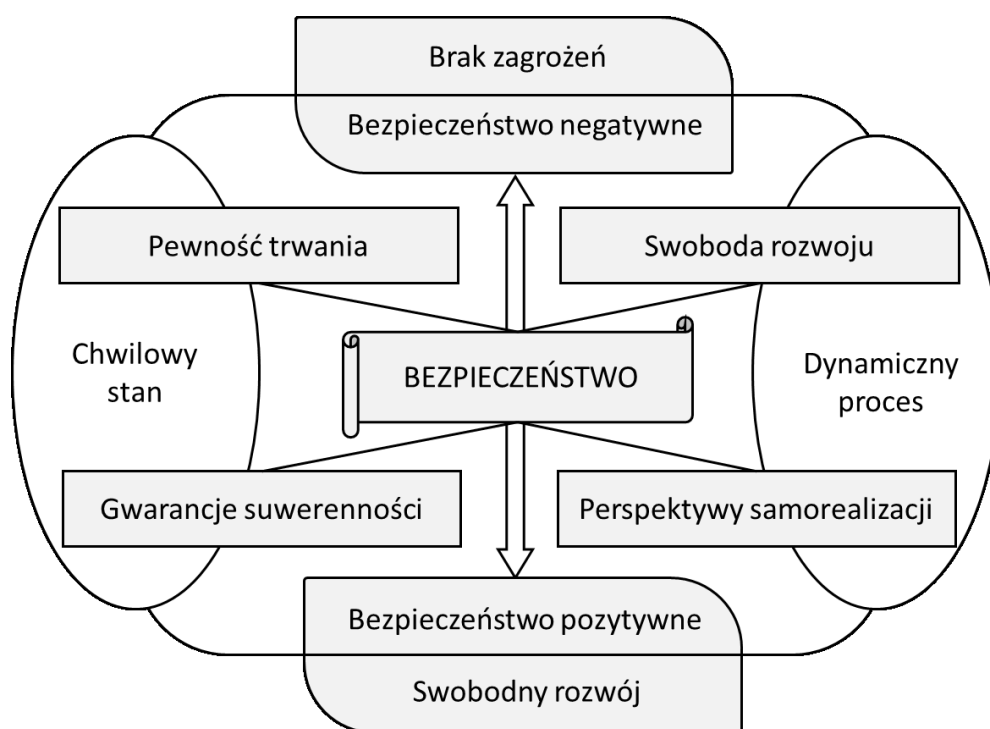 Brak zagrożeń
Bezpieczeństwo negatywne
Pewność trwania
Swoboda rozwoju
Chwilowy
stan
BEZPIECZEŃSTWO
Dynamiczny
proces
Gwarancje suwerenności
Perspektywy samorealizacji
Bezpieczeństwo pozytywne
Swobodny rozwój